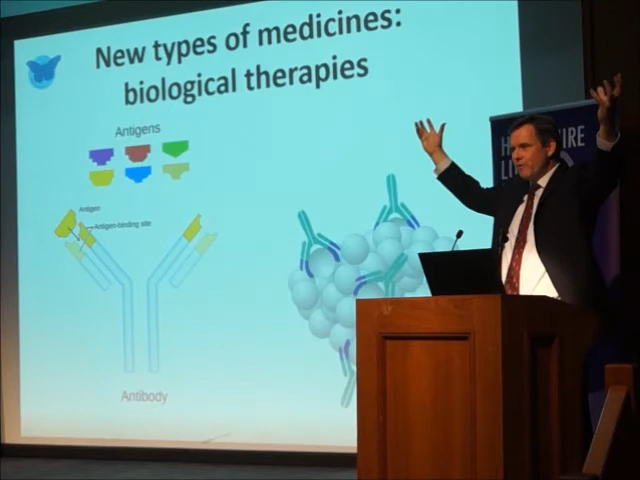 New types of medicines:
biological therapies
Antigens
Antigen
Antigen-binding site
Antibody